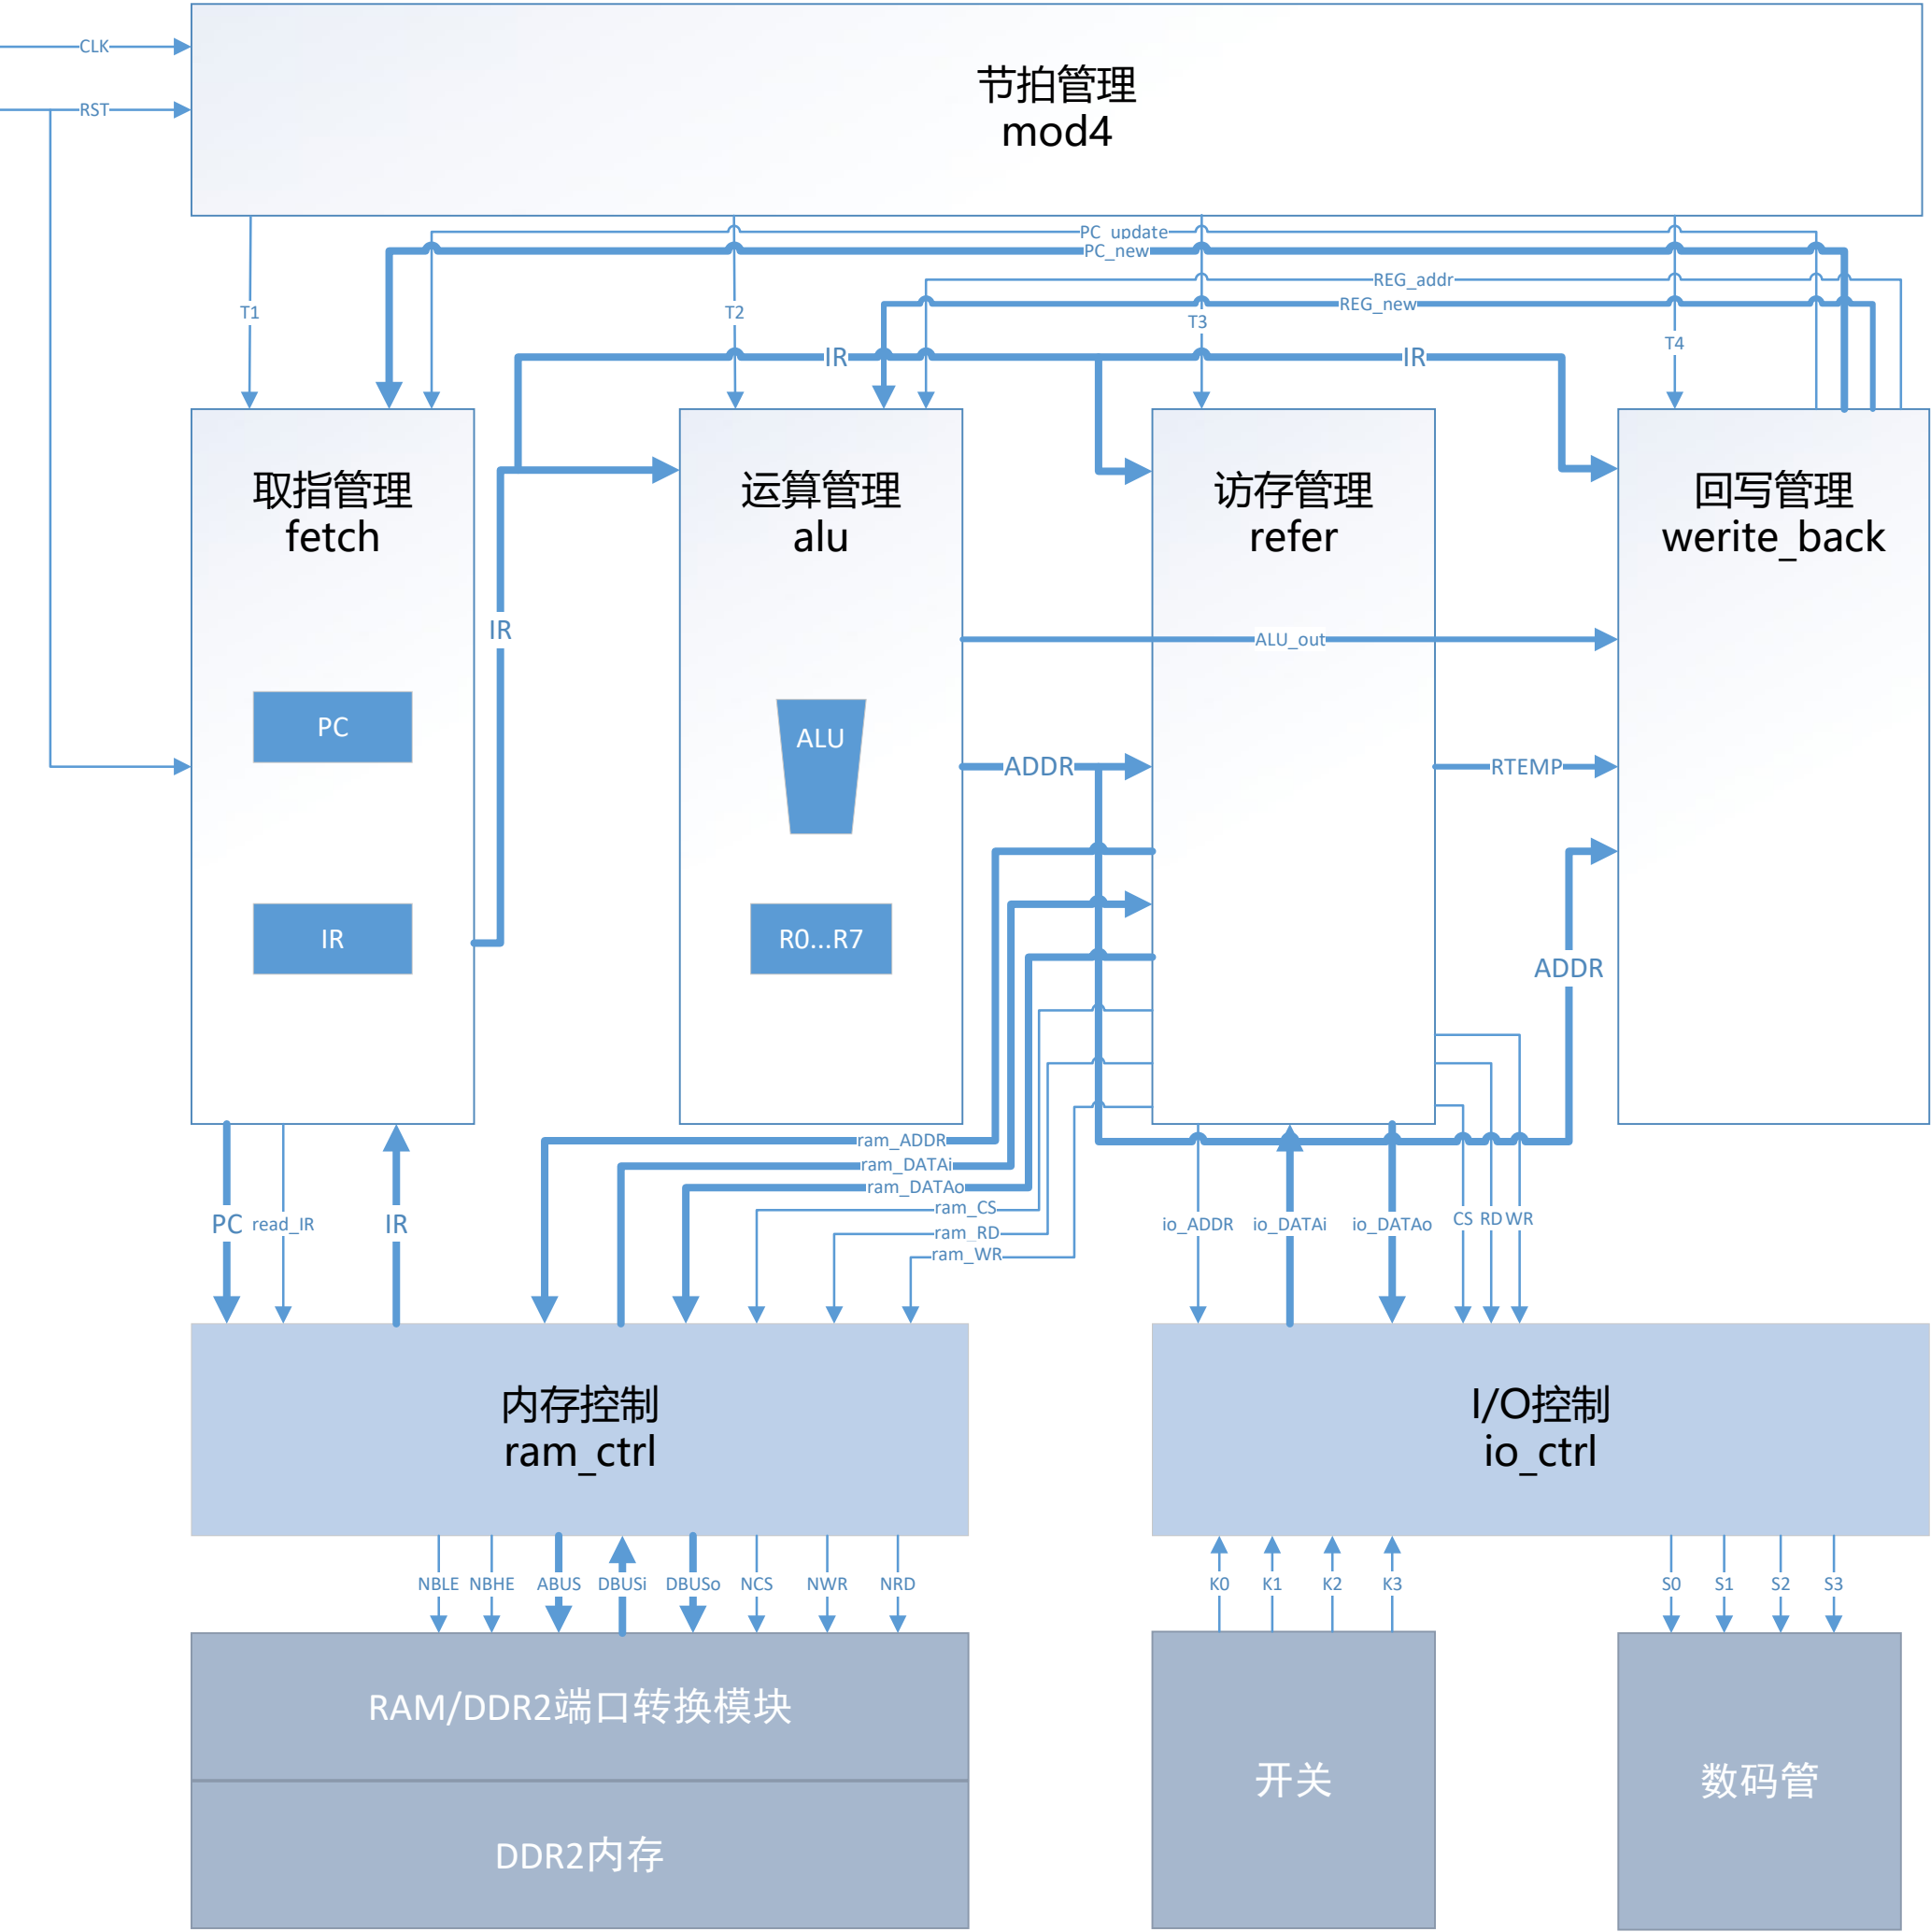 CLK
RST
节拍管理
mod4
PC_update
PC_new
REG_addr
REG_new
T1
T2
T3
T4
IR
IR
取指管理
fetch
运算管理
alu
访存管理
refer
回写管理
werite_back
IR
ALU_out
PC
ALU
ADDR
RTEMP
IR
R0...R7
ADDR
ram_ADDR
ram_DATAi
ram_DATAo
ram_CS
ram_RD
ram_WR
PC
read_IR
IR
io_ADDR
io_DATAi
io_DATAo
CS
RD
WR
内存控制
ram_ctrl
I/O控制
io_ctrl
NBLE
NBHE
ABUS
DBUSi
DBUSo
NCS
NWR
NRD
K0
K1
K2
K3
S0
S1
S2
S3
RAM/DDR2端口转换模块
开关
数码管
DDR2内存